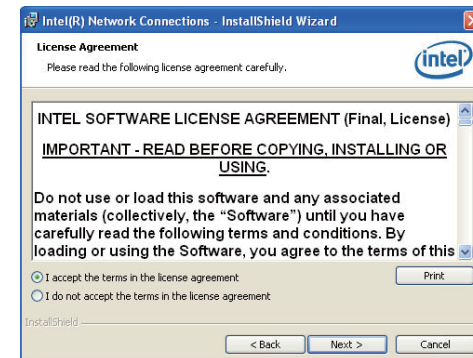 Intel(R) Network Connections - InstallShield Wizard
License Agreement
Please read the following license agreement carefully.
intel
INTEL SOFTWARE LICENSE AGREEMENT (Final, License)
IMPORTANT - READ BEFORE COPYING, INSTALLING OR
USING.
Do not use or load this software and any associated
materials (collectively, the “Software”) until you have
carefully read the following terms and conditions. By
loading or using the Software, you agree to the terms of this
I accept the terms in the license agreement
Print
I do not accept the terms in the license agreement
InstallShield
< Back Next > Cancel